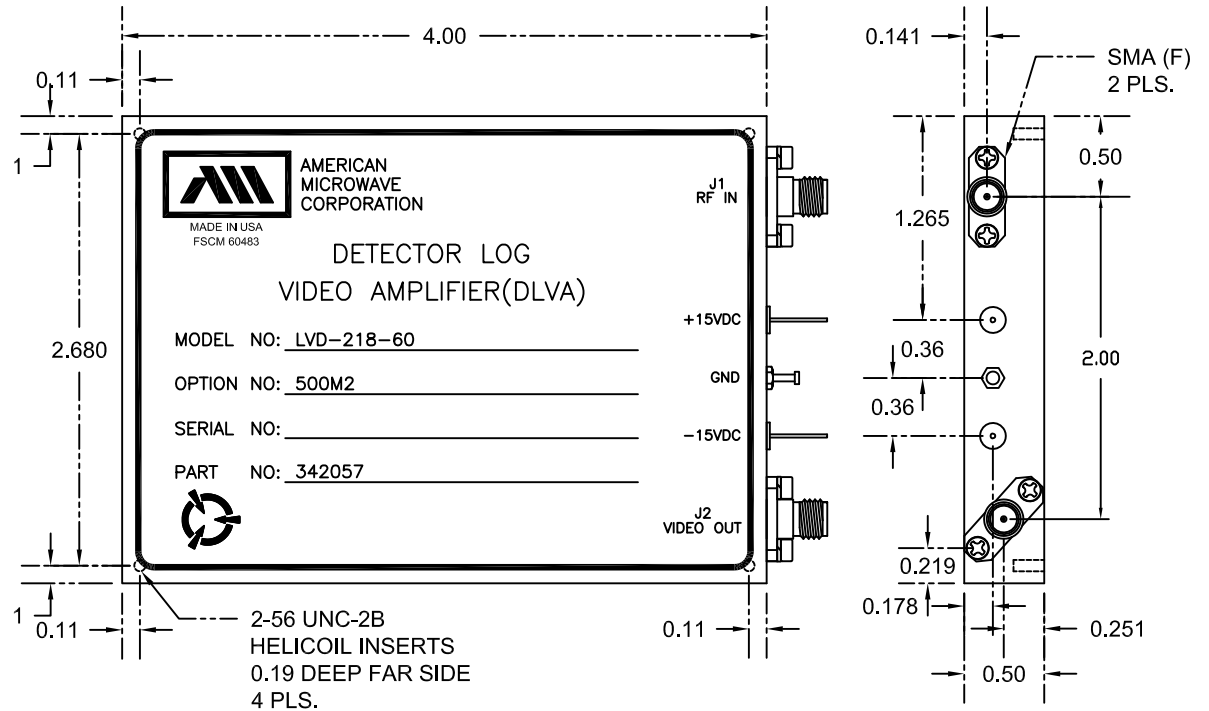 4.00
0.11
1
AMERICAN
MICROWAVE
CORPORATION
MADE IN USA
FSCM 60483
DETECTOR LOG
VIDEO AMPLIFIER(DLVA)
MODEL NO: LVD-218-60
OPTION NO: 500M2
SERIAL NO:
PART NO: 342057
J1
RF IN
+15VDC
GND
-15VDC
J2
VIDEO OUT
2.680
1
0.11
2-56 UNC-2B
HELICOIL INSERTS
0.19 DEEP FAR SIDE
4 PLS.
0.11
0.141
SMA (F)
2 PLS.
0.50
1.265
0.36
2.00
0.36
0.219
0.178
0.251
0.50